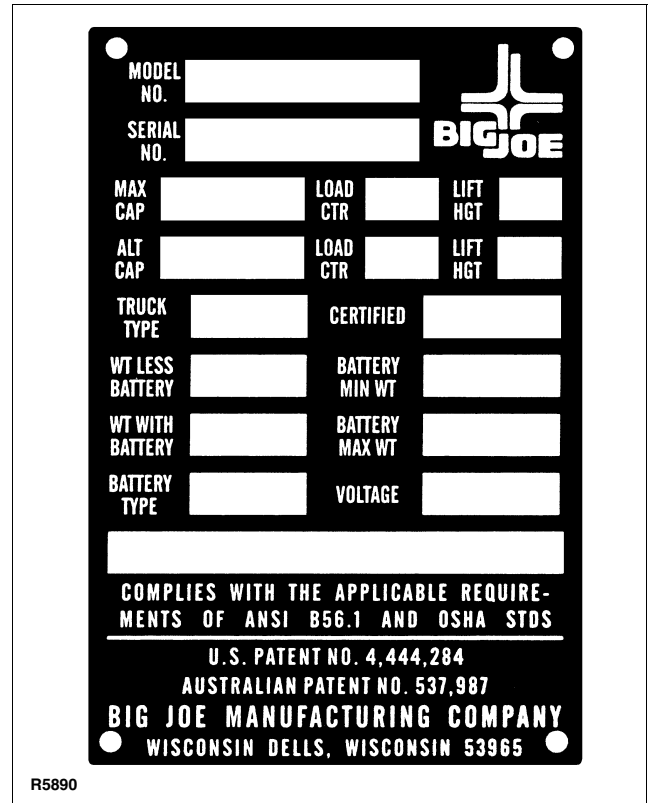 MODEL NO.
BIG JOE
SERIAL NO.
MAX CAP LOAD CTR LIFT HGT
ALT CAP LOAD CTR LIFT HGT
TRUCK TYPE CERTIFIED
WT LESS BATTERY BATTERY MIN WT
WT WITH BATTERY BATTERY MAX WT
BATTERY TYPE VOLTAGE
COMPLIES WITH THE APPLICABLE REQUIRE-
MENTS OF ANSI B56.1 AND OSHA STDS
U.S. PATENT NO. 4,444,284
AUSTRALIAN PATENT NO. 537,987
BIG JOE MANUFACTURING COMPANY
WISCONSIN DELLS, WISCONSIN 53965
R5890